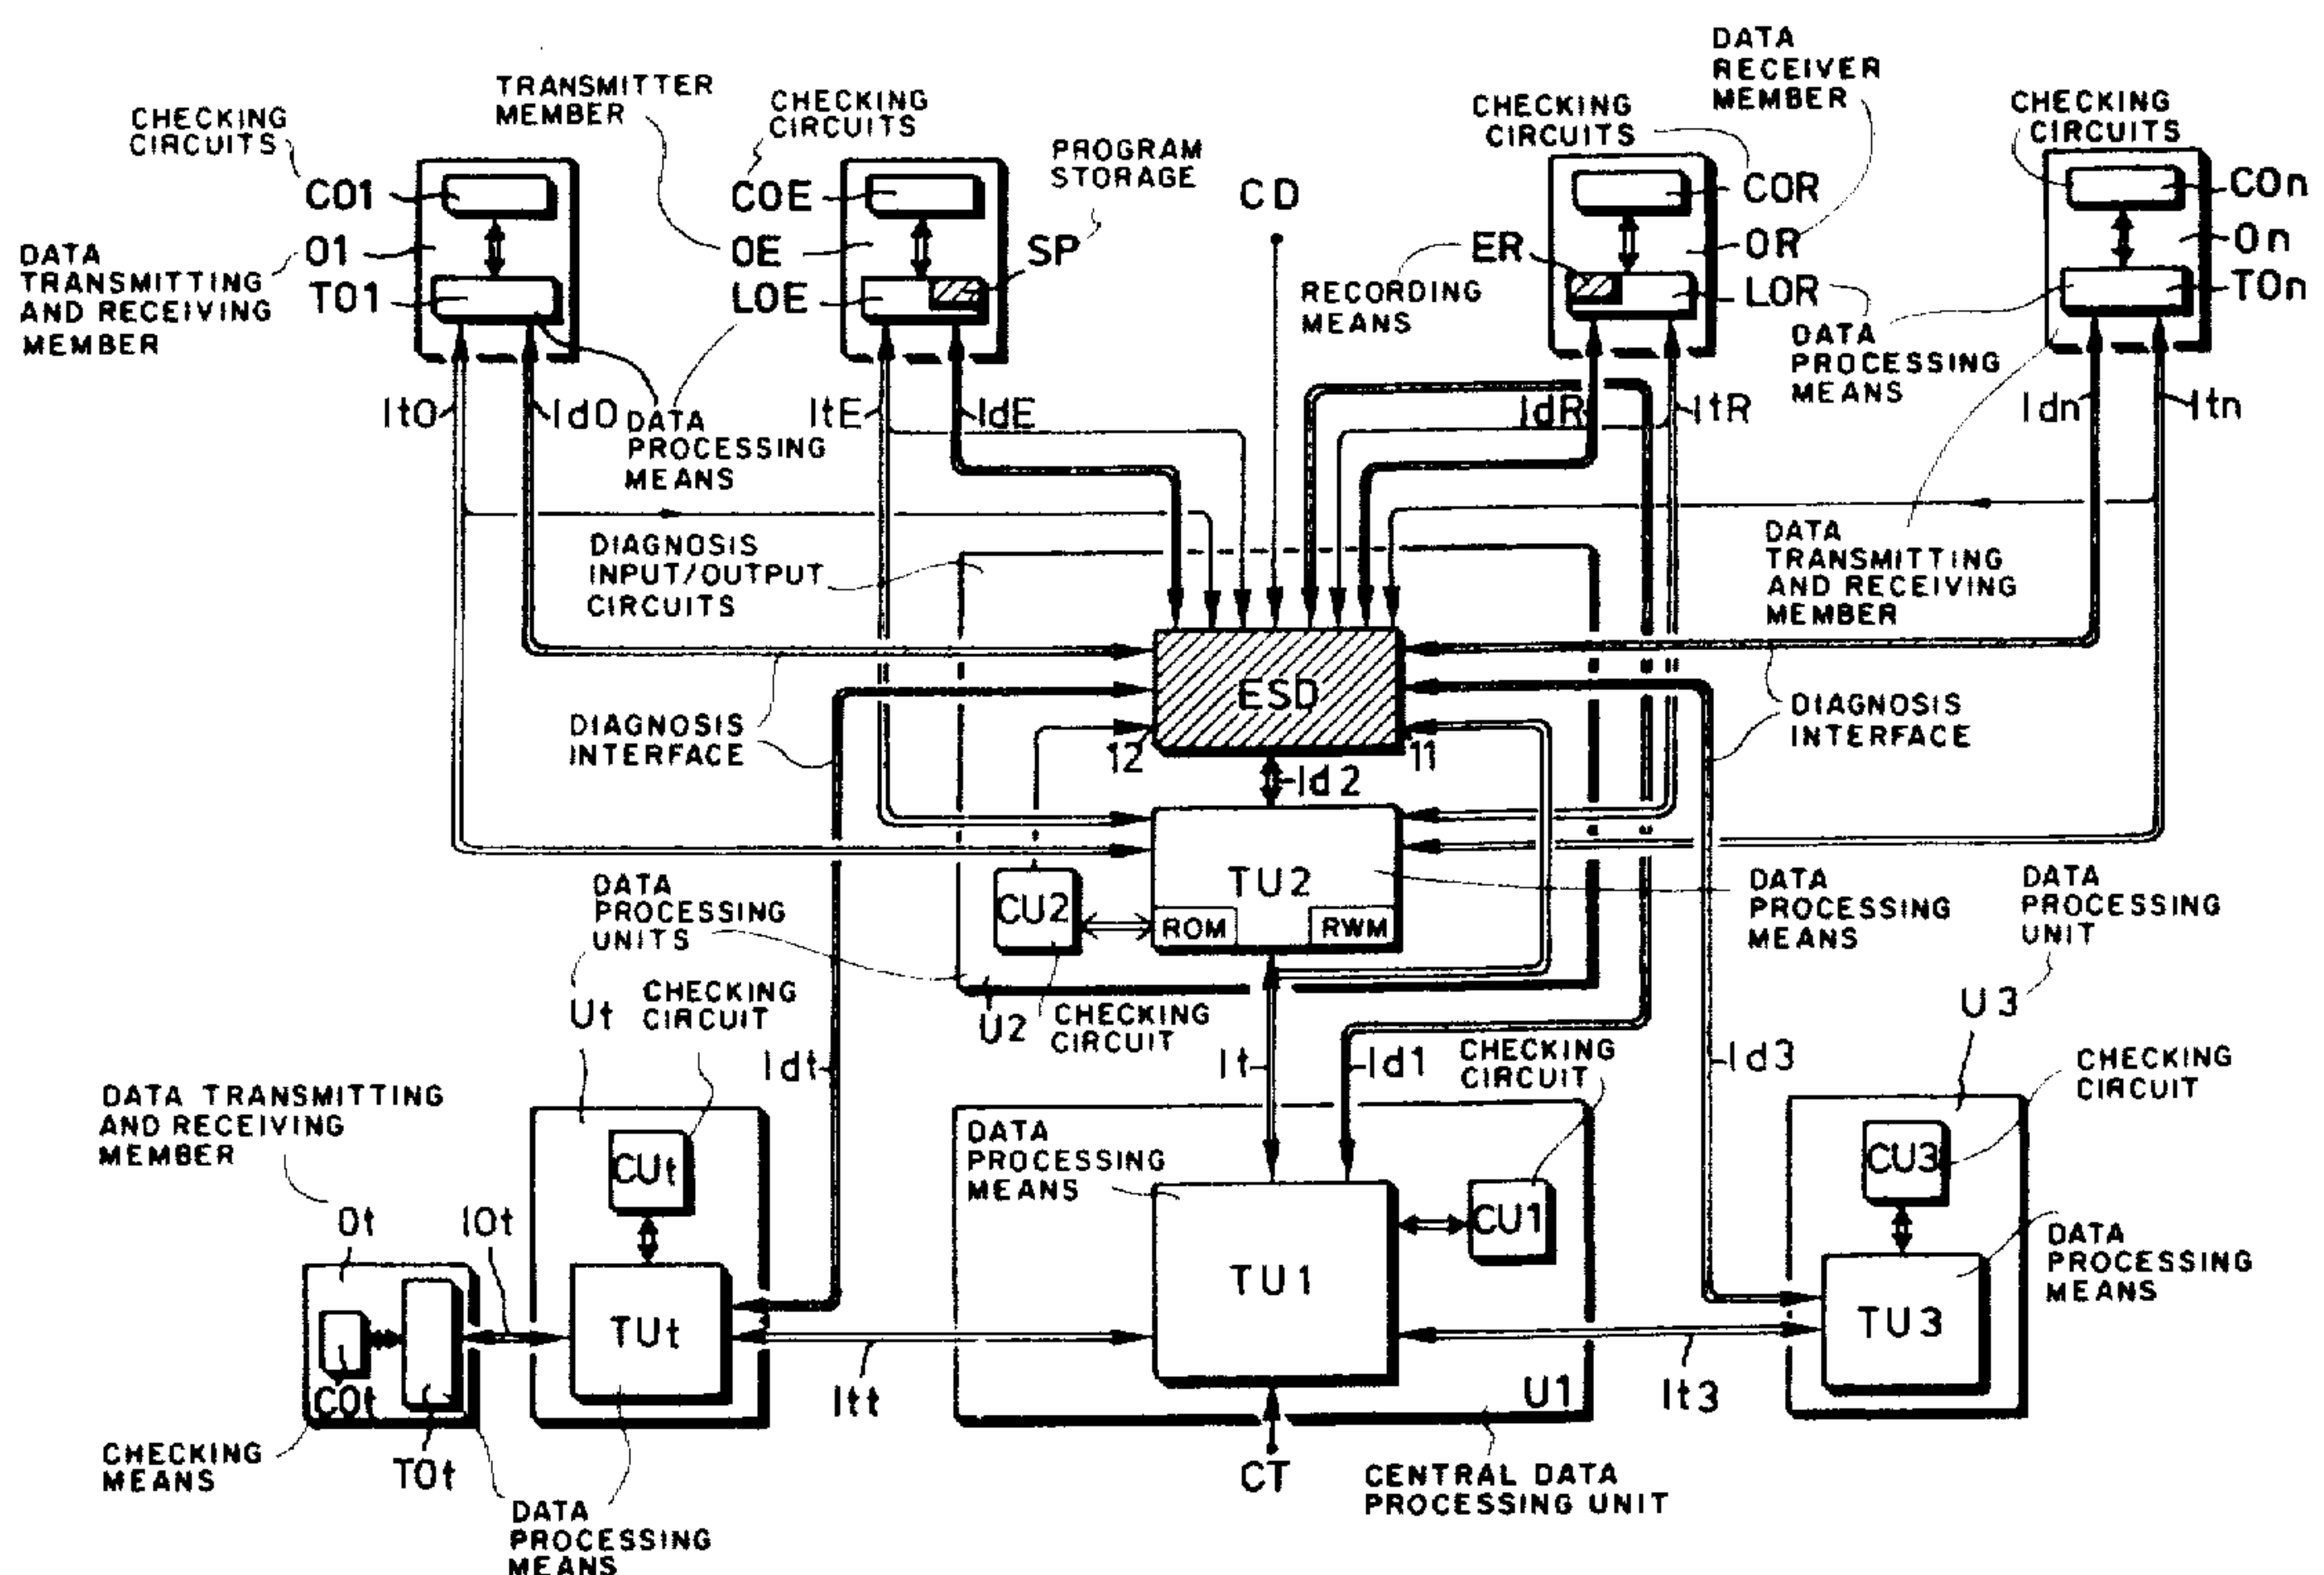 DATA
RECEIVER
MEMBER
TRANSMITTER
MEMBER
CHECKING
CIRCUITS
CHECKING
CIRCUITS
CHECKING
CIRCUITS
CHECKING
CIRCUITS
PROGRAM
STORAGE
CO1
COE
CD
COR
COn
DATA
TRANSMITTING
AND RECEIVING
MEMBER
O1
OE
SP
ER
OR
On
TO1
LOE
RECORDING
MEANS
LOR
TOn
DATA
PROCESSING
MEANS
ItO
IdO
DATA
PROCESSING
MEANS
ItE
IdE
IdR
ItR
Idn
Itn
DIAGNOSIS
INPUT/OUTPUT
CIRCUITS
DATA
TRANSMITTING
AND RECEIVING
MEMBER
ESD
DIAGNOSIS
INTERFACE
DIAGNOSIS
INTERFACE
12
11
Id2
TU2
CU2
ROM
RWM
DATA
PROCESSING
UNITS
DATA
PROCESSING
MEANS
DATA
PROCESSING
UNIT
Ut
CHECKING
CIRCUIT
U2
CHECKING
CIRCUIT
U3
Idt
It
Id1
CHECKING
CIRCUIT
Id3
CHECKING
CIRCUIT
DATA TRANSMITTING
AND RECEIVING
MEMBER
DATA
PROCESSING
MEANS
CUt
CU1
CU3
Ot
IOt
TUt
TU1
TU3
DATA
PROCESSING
MEANS
COt
Itt
U1
It3
CHECKING
MEANS
TOt
CT
CENTRAL DATA
PROCESSING UNIT
DATA
PROCESSING
MEANS